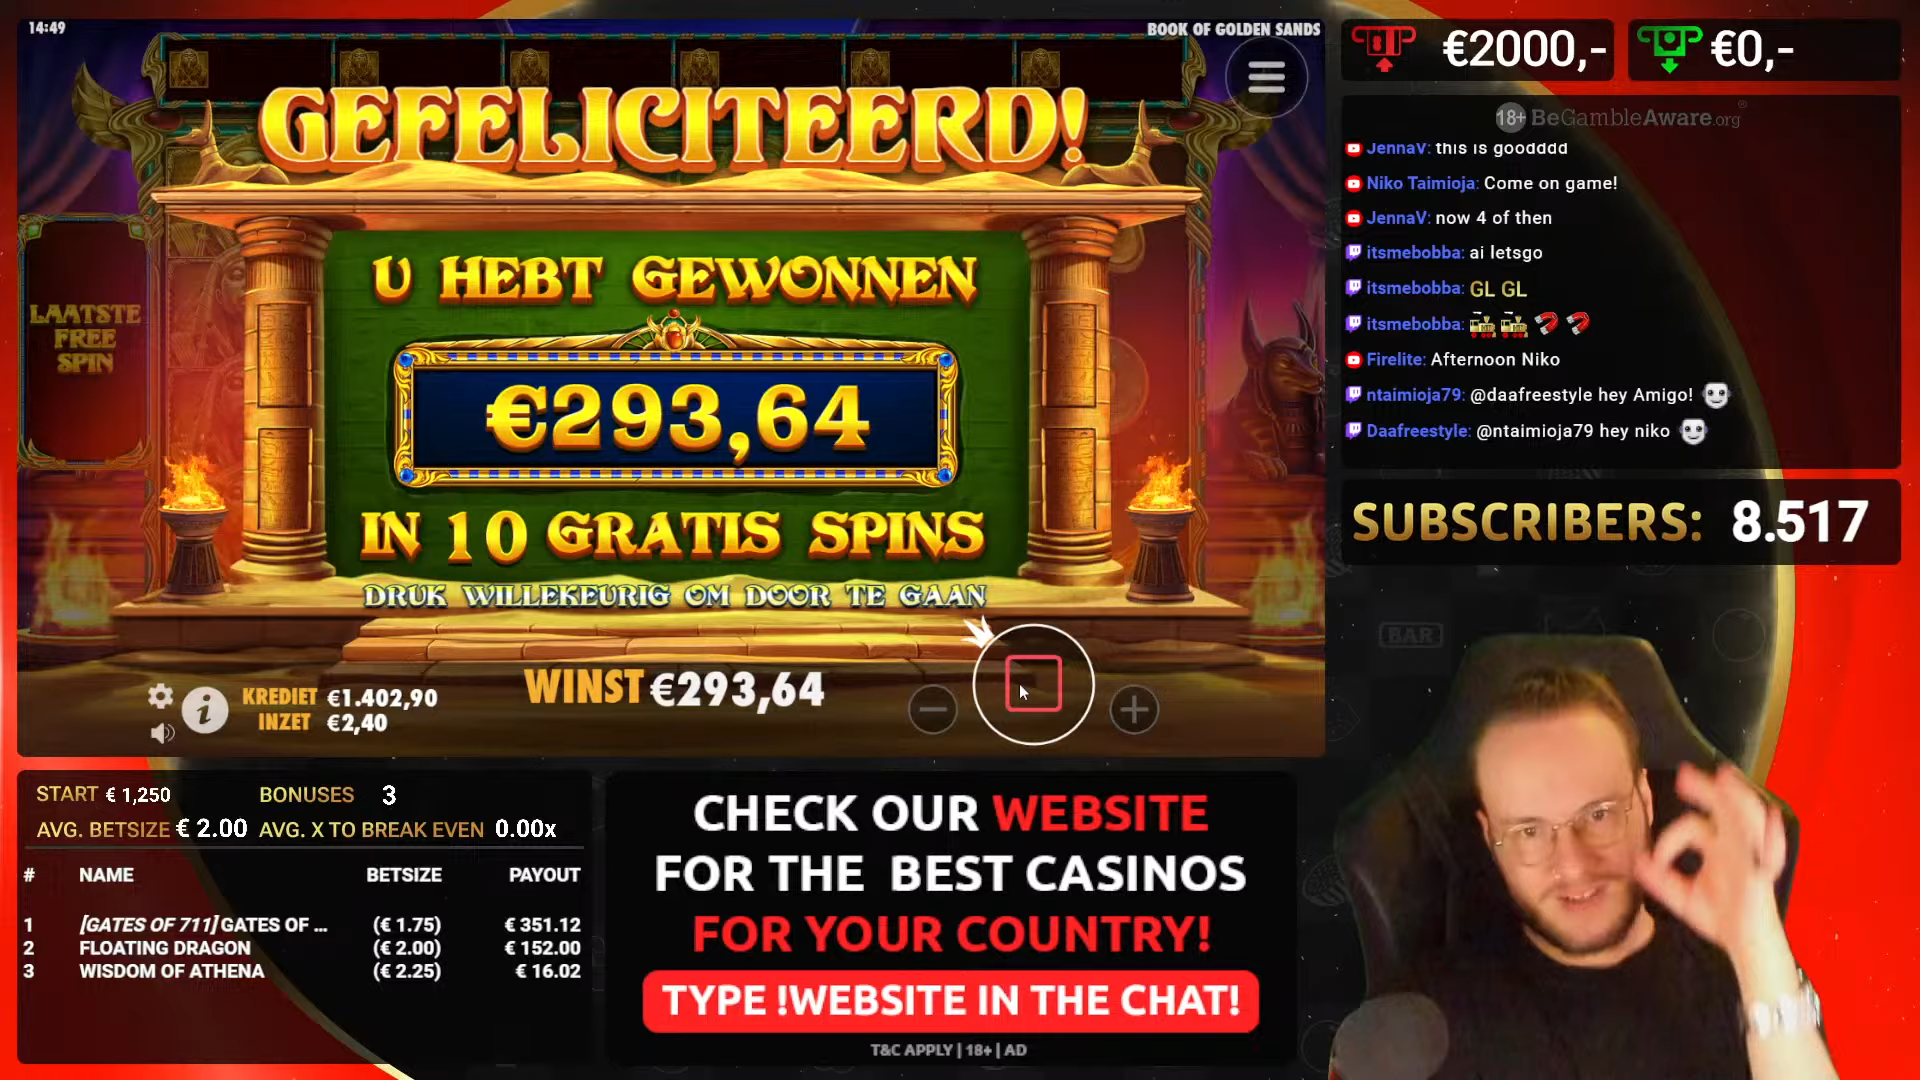 14:49
BOOK OF GOLDEN SANDS
GEFELICITEERD!
U HEBT GEWONNEN
€293,64
IN 10 GRATIS SPINS
DRUK WILLEKEURIG OM DOOR TE GAAN
LAATSTE
FREE
SPIN
KREDIET €1.402,90
INZET €2,40
WINST €293,64
€2000,-
€0,-
18+ BeGambleAware.org®
JennaV: this is goodddd
Niko Taimioja: Come on game!
JennaV: now 4 of then
itsmebobba: ai letsgo
itsmebobba: GL GL
itsmebobba:
Firelite: Afternoon Niko
ntaimioja79: @daafreestyle hey Amigo!
Daafreestyle: @ntaimioja79 hey niko
SUBSCRIBERS: 8.517
BAR
START € 1,250 BONUSES 3
AVG. BETSIZE € 2.00 AVG. X TO BREAK EVEN 0.00x
# NAME BETSIZE PAYOUT
1 [GATES OF 711] GATES OF ... (€ 1.75) € 351.12
2 FLOATING DRAGON (€ 2.00) € 152.00
3 WISDOM OF ATHENA (€ 2.25) € 16.02
CHECK OUR WEBSITE
FOR THE BEST CASINOS
FOR YOUR COUNTRY!
TYPE !WEBSITE IN THE CHAT!
T&C APPLY | 18+ | AD